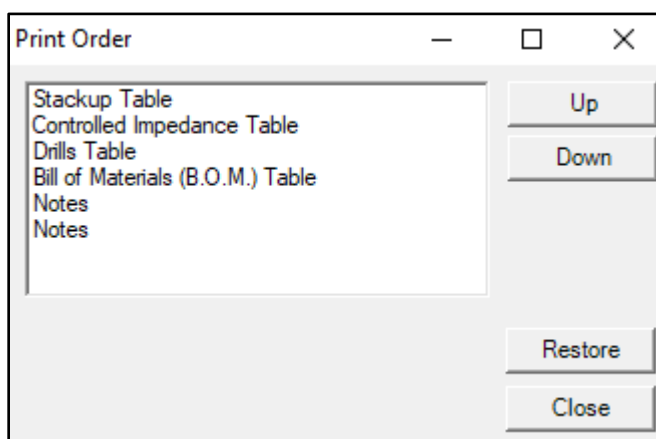 Print Order
Stackup Table
Controlled Impedance Table
Drills Table
Bill of Materials (B.O.M.) Table
Notes
Notes
Up
Down
Restore
Close